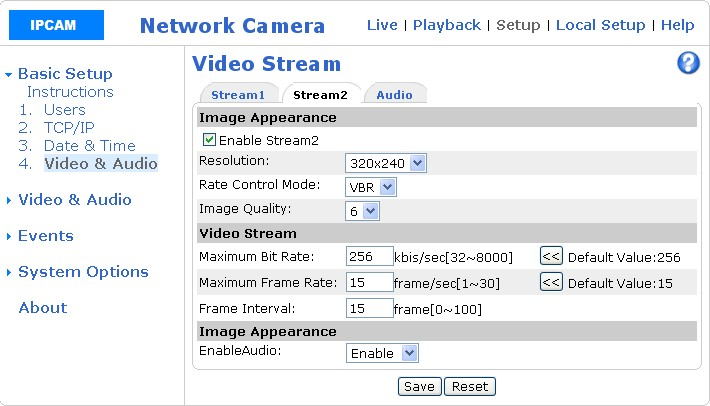 IPCAM
Network Camera
Live | Playback | Setup | Local Setup | Help
Basic Setup
Instructions
1. Users
2. TCP/IP
3. Date & Time
4. Video & Audio
Video & Audio
Events
System Options
About
Video Stream
?
Stream1 Stream2 Audio
Image Appearance
Enable Stream2
Resolution: 320x240
Rate Control Mode: VBR
Image Quality: 6
Video Stream
Maximum Bit Rate: 256 kbis/sec[32~8000] << Default Value:256
Maximum Frame Rate: 15 frame/sec[1~30] << Default Value:15
Frame Interval: 15 frame[0~100]
Image Appearance
EnableAudio: Enable
Save Reset